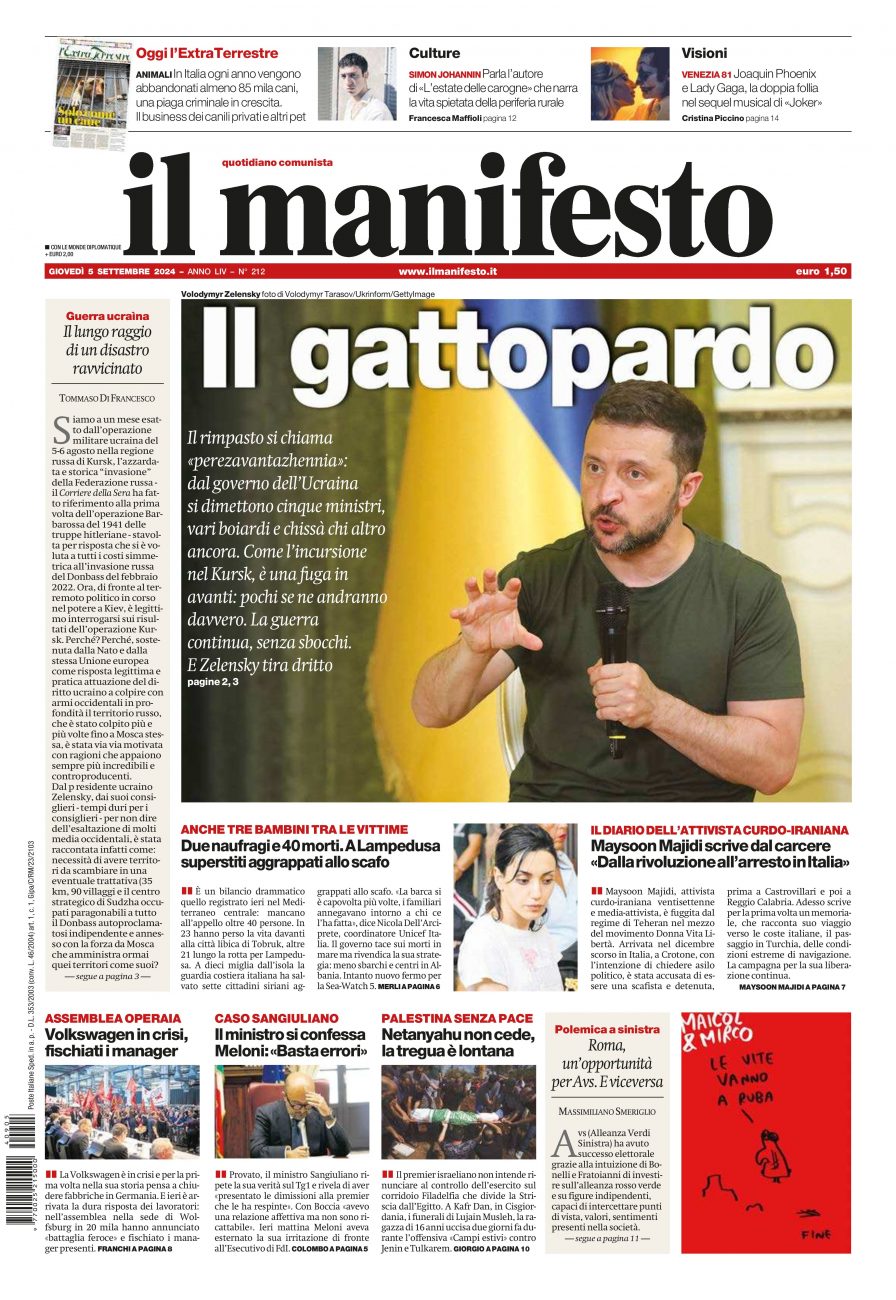 Oggi l'ExtraTerrestre
ANIMALI In Italia ogni anno vengono
abbandonati almeno 85 mila cani,
una piaga criminale in crescita.
Il business dei canili privati e altri pet
l'ExtraTerrestre
Solo come
un cane
Culture
SIMON JOHANNIN Parla l'autore
di «L'estate delle carogne» che narra
la vita spietata della periferia rurale
Francesca Maffioli pagina 12
Visioni
VENEZIA 81 Joaquin Phoenix
e Lady Gaga, la doppia follia
nel sequel musical di «Joker»
Cristina Piccino pagina 14
quotidiano comunista
il manifesto
■ CON LE MONDE DIPLOMATIQUE
+ EURO 2,00
GIOVEDÌ 5 SETTEMBRE 2024 – ANNO LIV – N° 212
www.ilmanifesto.it
euro 1,50
Guerra ucraìna
Il lungo raggio
di un disastro
ravvicinato
TOMMASO DI FRANCESCO
Siamo a un mese esat-
to dall'operazione
militare ucraina del
5-6 agosto nella regione
russa di Kursk, l'azzarda-
ta e storica "invasione"
della Federazione russa -
il Corriere della Sera ha fat-
to riferimento alla prima
volta dell'operazione Bar-
barossa del 1941 delle
truppe hitleriane - stavol-
ta per risposta che si è vo-
luta a tutti i costi simme-
trica all'invasione russa
del Donbass del febbraio
2022. Ora, di fronte al ter-
remoto politico in corso
nel potere a Kiev, è legitti-
mo interrogarsi sui risul-
tati dell'operazione Kur-
sk. Perché? Perché, soste-
nuta dalla Nato e dalla
stessa Unione europea
come risposta legittima e
pratica attuazione del di-
ritto ucraino a colpire con
armi occidentali in pro-
fondità il territorio russo,
che è stato colpito più e
più volte fino a Mosca stes-
sa, è stata via via motivata
con ragioni che appaiono
sempre più incredibili e
controproducenti.
Dal p residente ucraino
Zelensky, dai suoi consi-
glieri - tempi duri per i
consiglieri - per non dire
dell'esaltazione di molti
media occidentali, è stata
raccontata infatti come:
necessità di avere territo-
ri da scambiare in una
eventuale trattativa (35
km, 90 villaggi e il centro
strategico di Sudzha occu-
pati paragonabili a tutto
il Donbass autoproclama-
tosi indipendente e annes-
so con la forza da Mosca
che amministra ormai
quei territori come suoi?
— segue a pagina 3 —
Volodymyr Zelensky foto di Volodymyr Tarasov/Ukrinform/GettyImage
Il gattopardo
Il rimpasto si chiama
«perezavantazhennia»:
dal governo dell'Ucraina
si dimettono cinque ministri,
vari boiardi e chissà chi altro
ancora. Come l'incursione
nel Kursk, è una fuga in
avanti: pochi se ne andranno
davvero. La guerra
continua, senza sbocchi.
E Zelensky tira dritto
pagine 2, 3
ANCHE TRE BAMBINI TRA LE VITTIME
Due naufragi e 40 morti. A Lampedusa
superstiti aggrappati allo scafo
È un bilancio drammatico
quello registrato ieri nel Medi-
terraneo centrale: mancano
all'appello oltre 40 persone. In
23 hanno perso la vita davanti
alla città libica di Tobruk, altre
21 lungo la rotta per Lampedu-
sa. A dieci miglia dall'isola la
guardia costiera italiana ha sal-
vato sette cittadini siriani ag-
grappati allo scafo. «La barca si
è capovolta più volte, i familiari
annegavano intorno a chi ce
l'ha fatta», dice Nicola Dell'Arci-
prete, coordinatore Unicef Ita-
lia. Il governo tace sui morti in
mare ma rivendica la sua strate-
gia: meno sbarchi e centri in Al-
bania. Intanto nuovo fermo per
la Sea-Watch 5. MERLI A PAGINA 6
IL DIARIO DELL'ATTIVISTA CURDO-IRANIANA
Maysoon Majidi scrive dal carcere
«Dalla rivoluzione all'arresto in Italia»
Maysoon Majidi, attivista
curdo-iraniana ventisettenne
e media-attivista, è fuggita dal
regime di Teheran nel mezzo
del movimento Donna Vita Li-
bertà. Arrivata nel dicembre
scorso in Italia, a Crotone, con
l'intenzione di chiedere asilo
politico, è stata accusata di es-
sere una scafista e detenuta,
prima a Castrovillari e poi a
Reggio Calabria. Adesso scrive
per la prima volta un memoria-
le, che racconta suo viaggio
verso le coste italiane, il pas-
saggio in Turchia, delle condi-
zioni estreme di navigazione.
La campagna per la sua libera-
zione continua.
MAYSOON MAJIDI A PAGINA 7
ASSEMBLEA OPERAIA
Volkswagen in crisi,
fischiati i manager
La Volkswagen è in crisi e per la pri-
ma volta nella sua storia pensa a chiu-
dere fabbriche in Germania. E ieri è ar-
rivata la dura risposta dei lavoratori:
nell'assemblea nella sede di Wol-
fsburg in 20 mila hanno annunciato
«battaglia feroce» e fischiato i mana-
ger presenti. FRANCHI A PAGINA 8
CASO SANGIULIANO
Il ministro si confessa
Meloni: «Basta errori»
Provato, il ministro Sangiuliano ri-
pete la sua verità sul Tg1 e rivela di aver
«presentato le dimissioni alla premier
che le ha respinte». Con Boccia «avevo
una relazione affettiva ma non sono ri-
cattabile». Ieri mattina Meloni aveva
esternato la sua irritazione di fronte
all'Esecutivo di FdI. COLOMBO A PAGINA 5
PALESTINA SENZA PACE
Netanyahu non cede,
la tregua è lontana
Il premier israeliano non intende ri-
nunciare al controllo dell'esercito sul
corridoio Filadelfia che divide la Stri-
scia dall'Egitto. A Kafr Dan, in Cisgior-
dania, i funerali di Lujain Musleh, la ra-
gazza di 16 anni uccisa due giorni fa du-
rante l'offensiva «Campi estivi» contro
Jenin e Tulkarem. GIORGIO A PAGINA 10
Polemica a sinistra
Roma,
un'opportunità
per Avs. E viceversa
MASSIMILIANO SMERIGLIO
Avs (Alleanza Verdi
Sinistra) ha avuto
successo elettorale
grazie alla intuizione di Bo-
nelli e Fratoianni di investi-
re sull'alleanza rosso verde
e su figure indipendenti,
capaci di intercettare punti
di vista, valori, sentimenti
presenti nella società.
— segue a pagina 11 —
MAICOL
& MIRCO
LE VITE
VANNO
A RUBA
FINE
Poste Italiane Sped. in a. p. - D.L. 353/2003 (conv. L. 46/2004) art. 1, c. 1, Gipa/C/RM/23/2103
40905
9 770025 215000